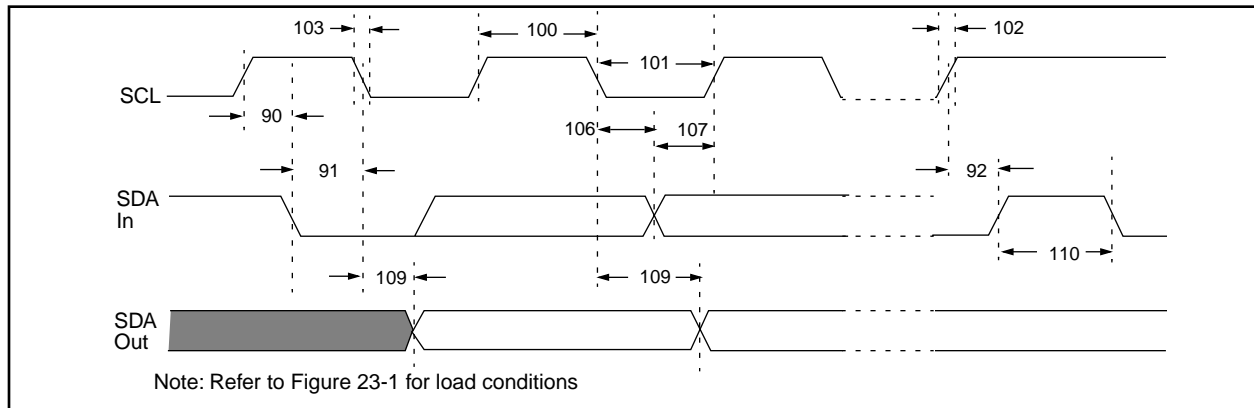 103
100
102
101
SCL
90
106
107
91
92
SDA
In
110
109
109
SDA
Out
Note: Refer to Figure 23-1 for load conditions